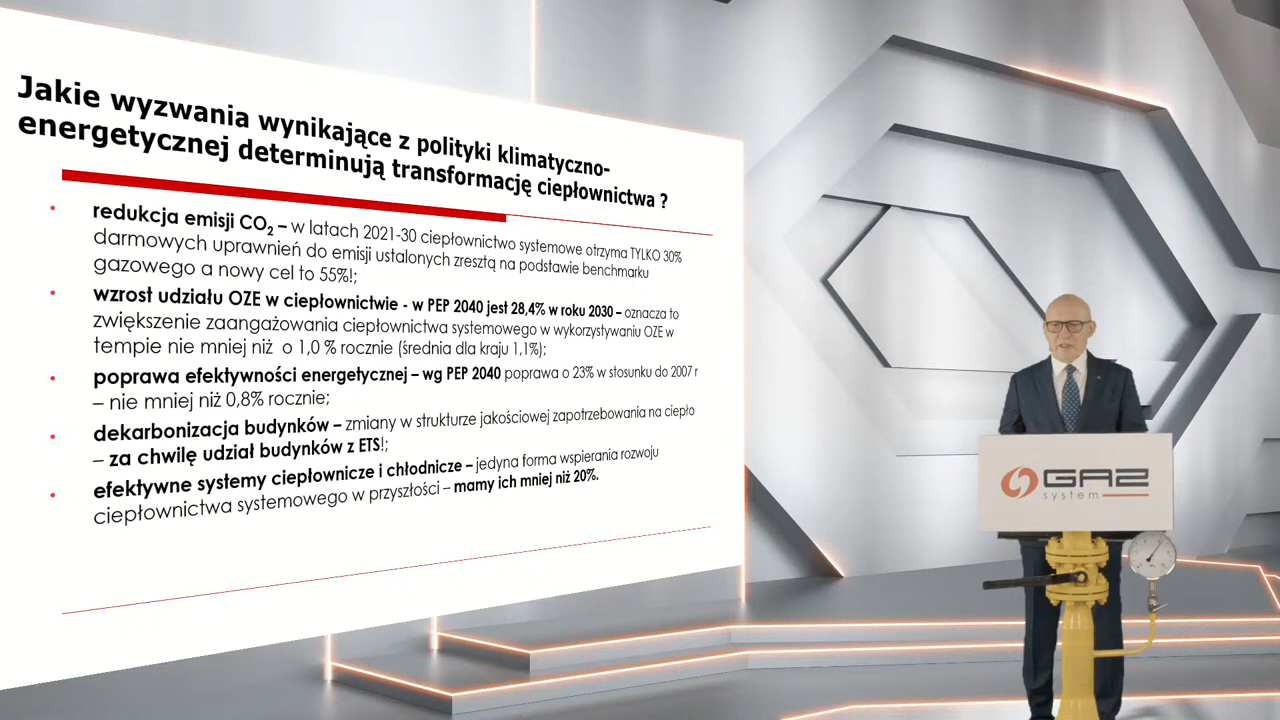 Jakie wyzwania wynikające z polityki klimatyczno-
energetycznej determinują transformację ciepłownictwa ?
• redukcja emisji CO₂ – w latach 2021-30 ciepłownictwo systemowe otrzyma TYLKO 30%
darmowych uprawnień do emisji ustalonych zresztą na podstawie benchmarku
gazowego a nowy cel to 55%!;
• wzrost udziału OZE w ciepłownictwie - w PEP 2040 jest 28,4% w roku 2030 – oznacza to
zwiększenie zaangażowania ciepłownictwa systemowego w wykorzystywaniu OZE w
tempie nie mniej niż o 1,0 % rocznie (średnia dla kraju 1,1%);
• poprawa efektywności energetycznej – wg PEP 2040 poprawa o 23% w stosunku do 2007 r
– nie mniej niż 0,8% rocznie;
• dekarbonizacja budynków – zmiany w strukturze jakościowej zapotrzebowania na ciepło
– za chwilę udział budynków z ETS!;
• efektywne systemy ciepłownicze i chłodnicze – jedyna forma wspierania rozwoju
ciepłownictwa systemowego w przyszłości – mamy ich mniej niż 20%.
GAZ
system